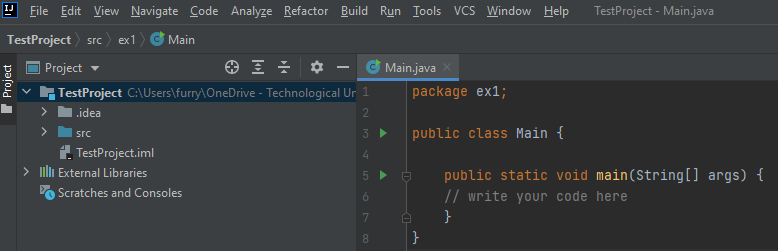 IJ File Edit View Navigate Code Analyze Refactor Build Run Tools VCS Window Help TestProject - Main.java
TestProject src ex1 Main
Project Project Main.java
TestProject C:\Users\furry\OneDrive - Technological Un
.idea
src
TestProject.iml
External Libraries
Scratches and Consoles
1 package ex1;
2
3 public class Main {
4
5 public static void main(String[] args) {
6 // write your code here
7 }
8 }